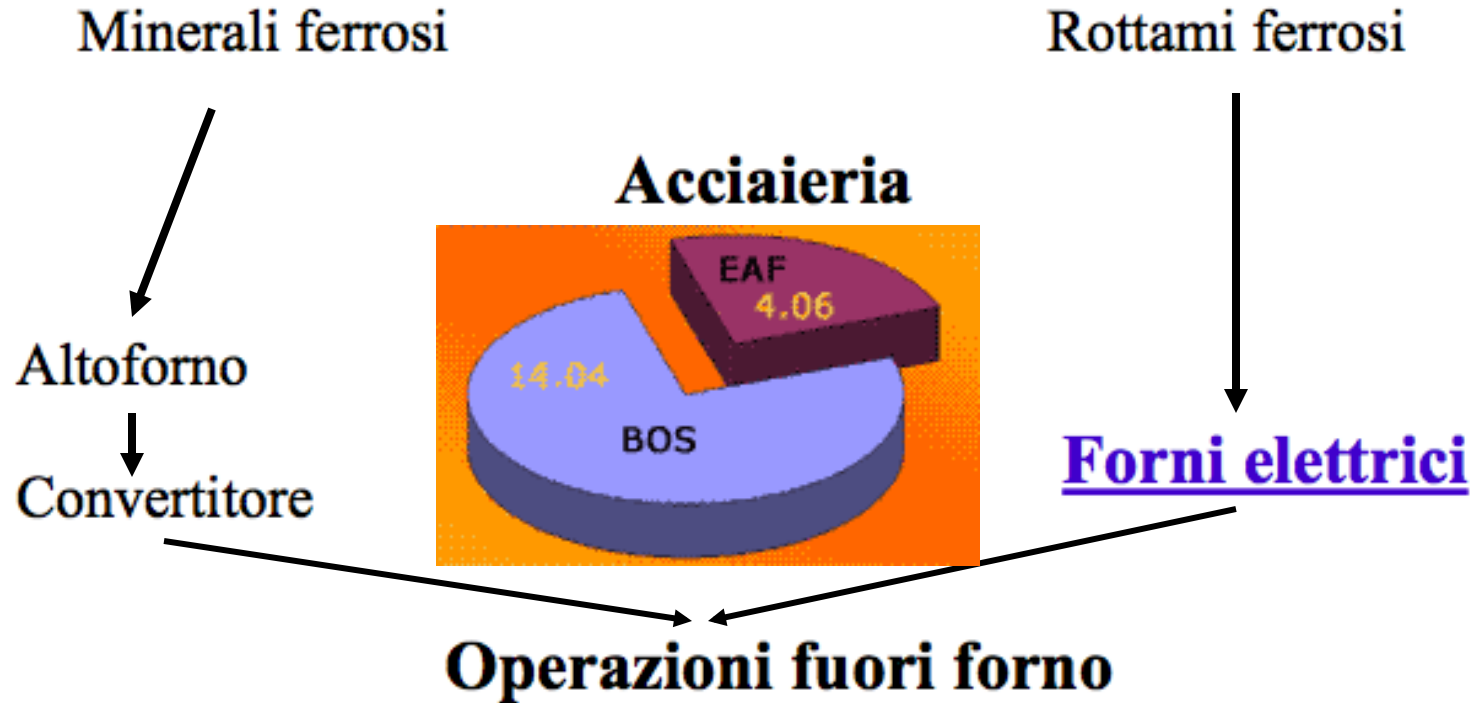 Minerali ferrosi
Rottami ferrosi
Acciaieria
EAF
4.06
14.04
BOS
Altoforno
Convertitore
Forni elettrici
Operazioni fuori forno